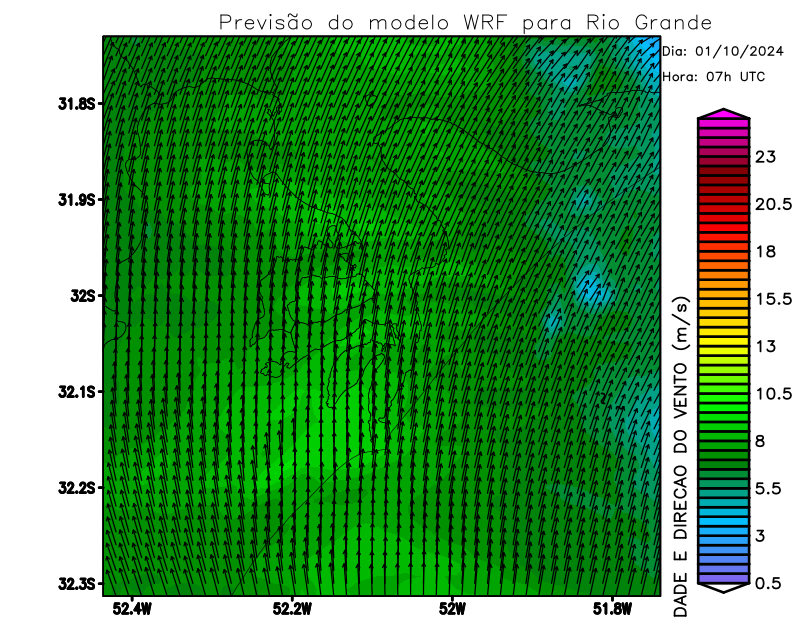 Previsão do modelo WRF para Rio Grande
Dia: 01/10/2024
Hora: 07h UTC
31.8S
31.9S
32S
32.1S
32.2S
32.3S
52.4W
52.2W
52W
51.8W
DADE E DIRECAO DO VENTO (m/s)
23
20.5
18
15.5
13
10.5
8
5.5
3
0.5